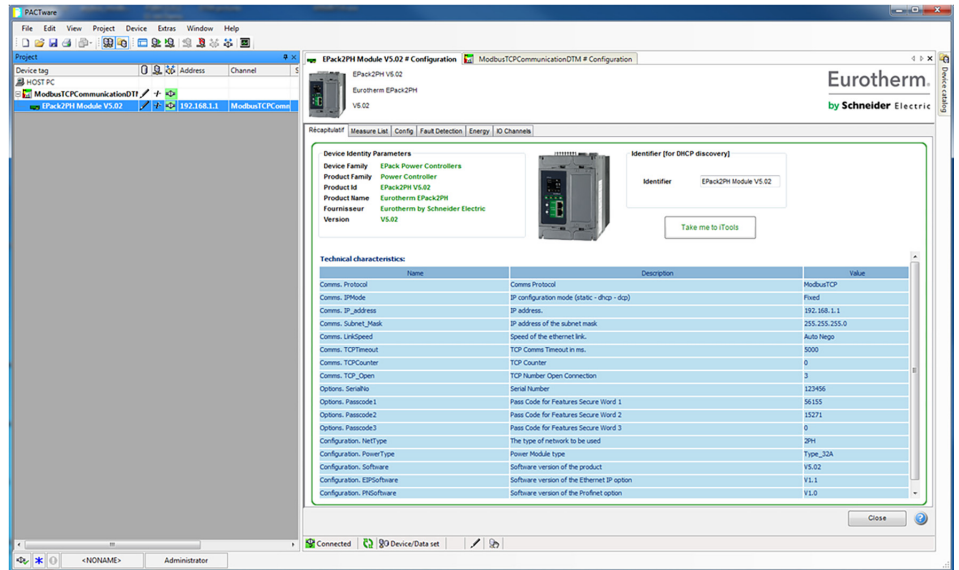 PACTware
File Edit View Project Device Extras Window Help
Project
Device tag Address Channel S
HOST PC
ModbusTCPCommunicationDTM
EPack2PH Module V5.02 192.168.1.1 ModbusTCPComm
EPack2PH Module V5.02 # Configuration ModbusTCPCommunicationDTM # Configuration
EPack2PH V6.02
Eurotherm EPack2PH
V6.02
Eurotherm.
by Schneider Electric
Device catalog
Récaptulatif Measure List Config Fault Detection Energy IO Channels
Device Identity Parameters
Device Family EPack Power Controllers
Product Family Power Controller
Product Id EPack2PH V5.02
Product Name Eurotherm EPack2PH
Fournisseur Eurotherm by Schneider Electric
Version V5.02
Identifier [for DHCP discovery]
Identifier EPack2PH Module V5.02
Take me to iTools
Technical characteristics:
Name Description Value
Comms. Protocol Comms Protocol ModbusTCP
Comms. IPMode IP configuration mode (static - dhcp - dcp) Fixed
Comms. IP_address IP address. 192.168.1.1
Comms. Subnet_Mask IP address of the subnet mask 255.255.255.0
Comms. LinkSpeed Speed of the ethernet link. Auto Nego
Comms. TCPTimeout TCP Comms Timeout in ms. 5000
Comms. TCPCounter TCP Counter 0
Comms. TCP_Open TCP Number Open Connection 3
Options. SerialNo Serial Number 123456
Options. Passcode1 Pass Code for Features Secure Word 1 56155
Options. Passcode2 Pass Code for Features Secure Word 2 15271
Options. Passcode3 Pass Code for Features Secure Word 3 0
Configuration. NetType The type of network to be used 2PH
Configuration. PowerType Power Module type Type_32A
Configuration. Software Software version of the product V5.02
Configuration. EIPSoftware Software version of the Ethernet IP option V1.1
Configuration. PNSoftware Software version of the Profinet option V1.0
Close
Connected Device/Data set
<NONAME> Administrator